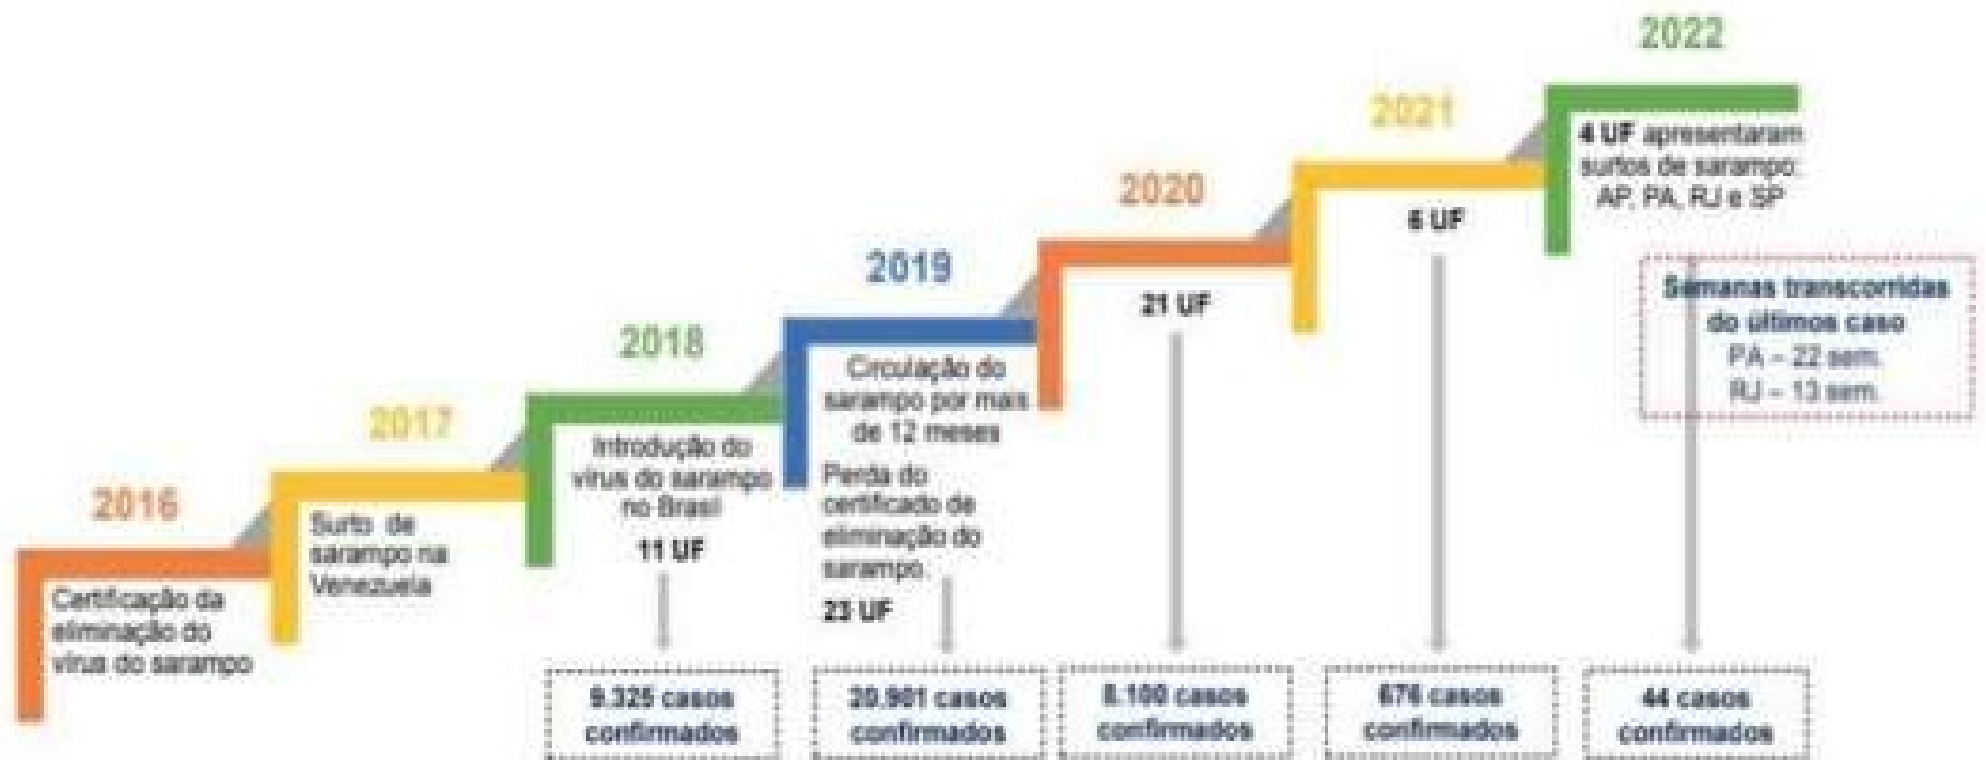 2016
Certificação da
eliminação do
vírus do sarampo
2017
Surto de
sarampo na
Venezuela
2018
Introdução do
vírus do sarampo
no Brasil
11 UF
9.325 casos
confirmados
2019
Circulação do
sarampo por mais
de 12 meses
Perda do
certificado de
eliminação do
sarampo.
23 UF
20.901 casos
confirmados
2020
21 UF
8.100 casos
confirmados
2021
6 UF
676 casos
confirmados
2022
4 UF apresentaram
surtos de sarampo:
AP, PA, RJ e SP
Semanas transcorridas
do últimos caso
PA – 22 sem.
RJ – 13 sem.
44 casos
confirmados